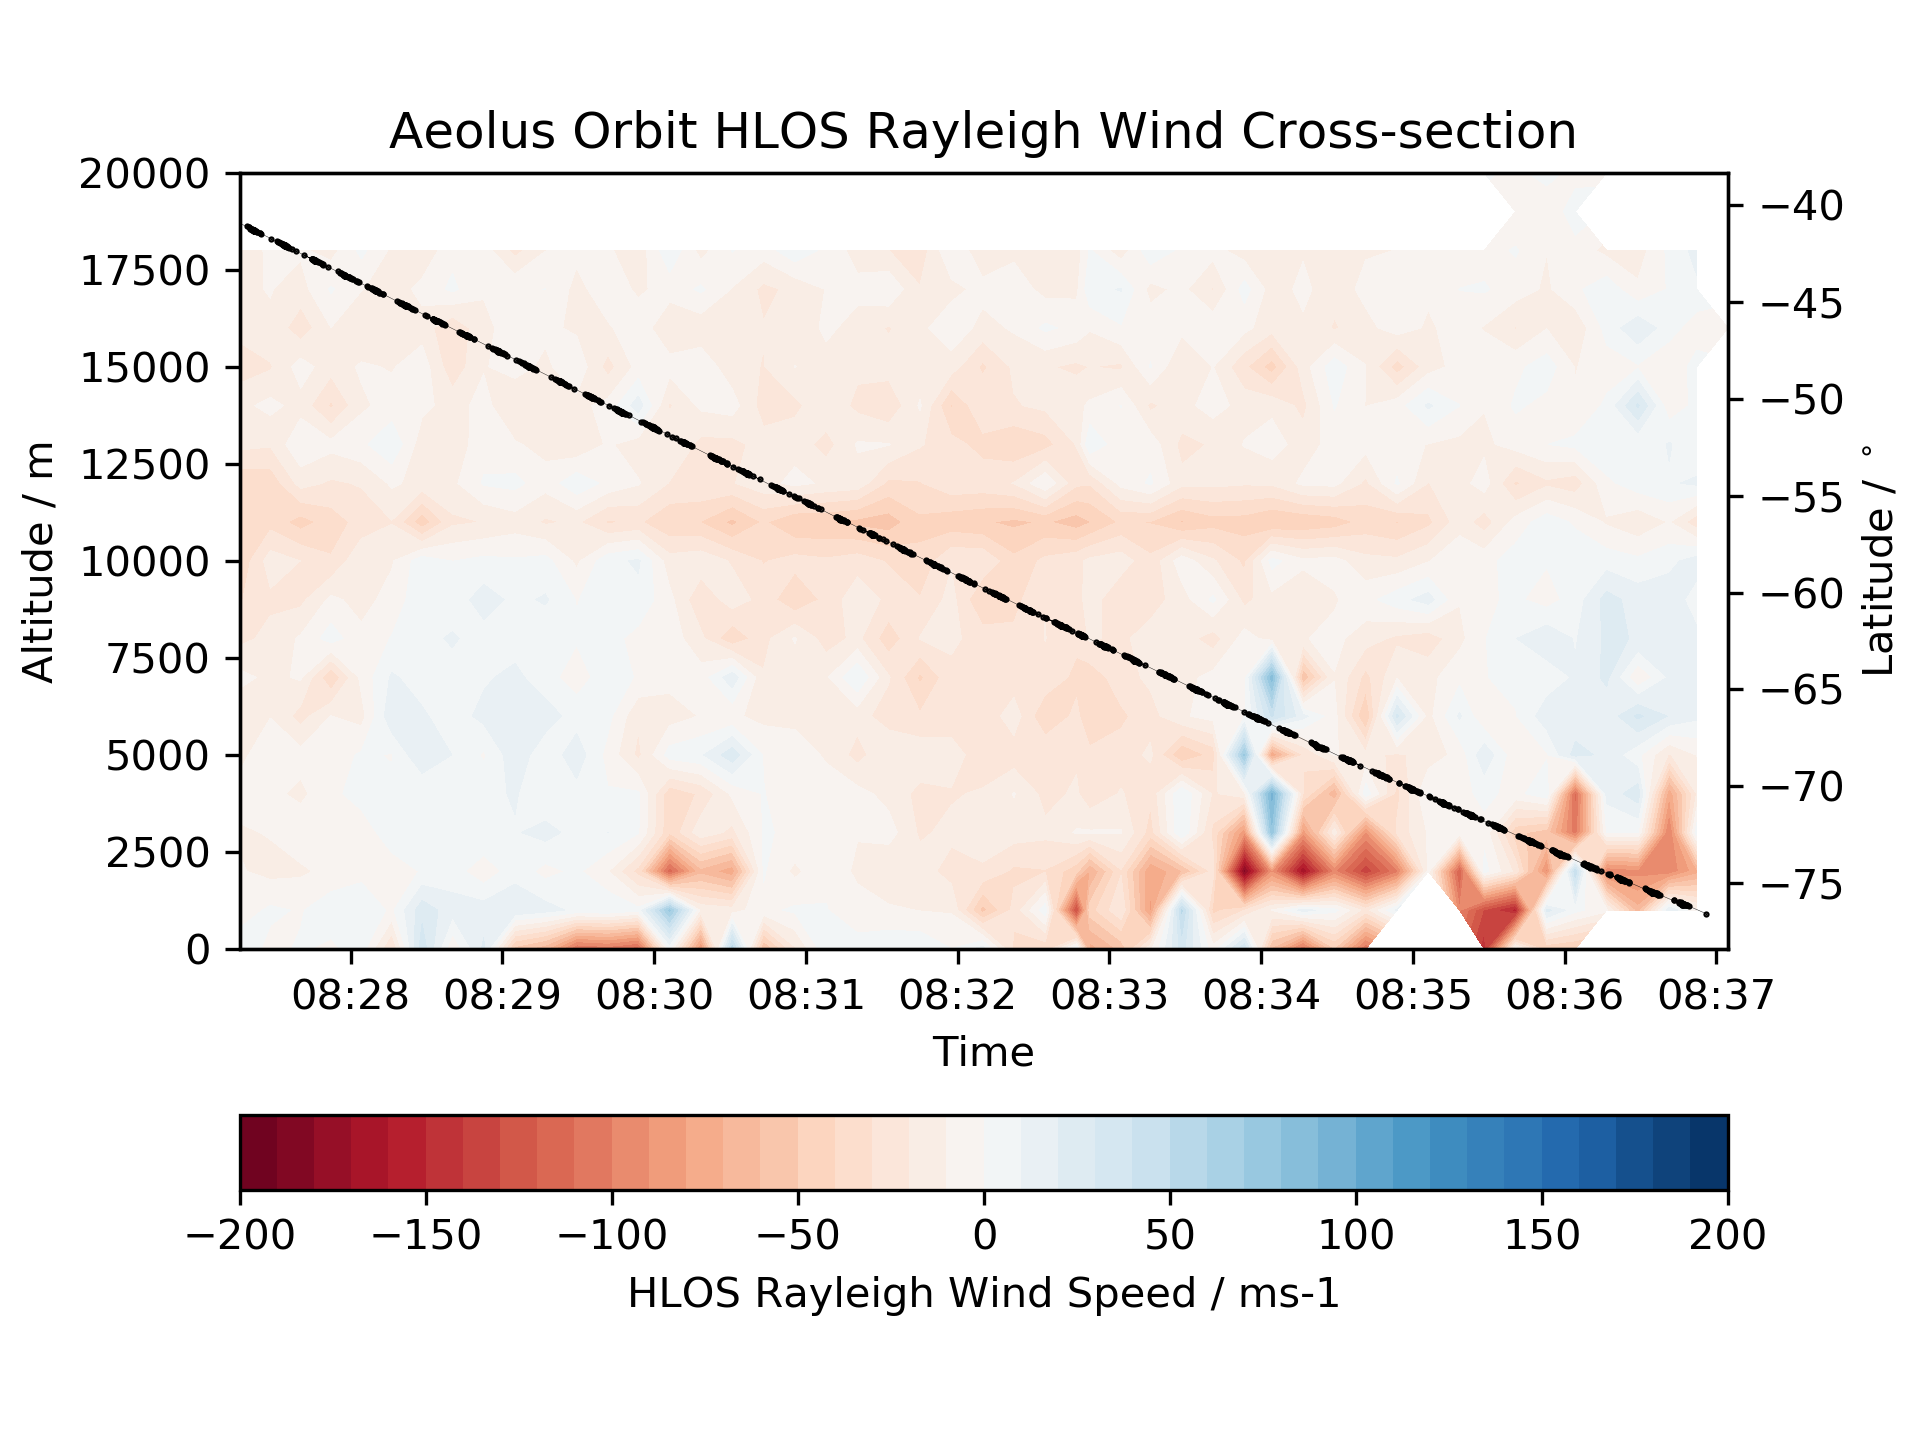 Aeolus Orbit HLOS Rayleigh Wind Cross-section
20000
17500
15000
12500
10000
7500
5000
2500
0
Altitude / m
−40
−45
−50
−55
−60
−65
−70
−75
Latitude / °
08:28 08:29 08:30 08:31 08:32 08:33 08:34 08:35 08:36 08:37
Time
−200 −150 −100 −50 0 50 100 150 200
HLOS Rayleigh Wind Speed / ms-1